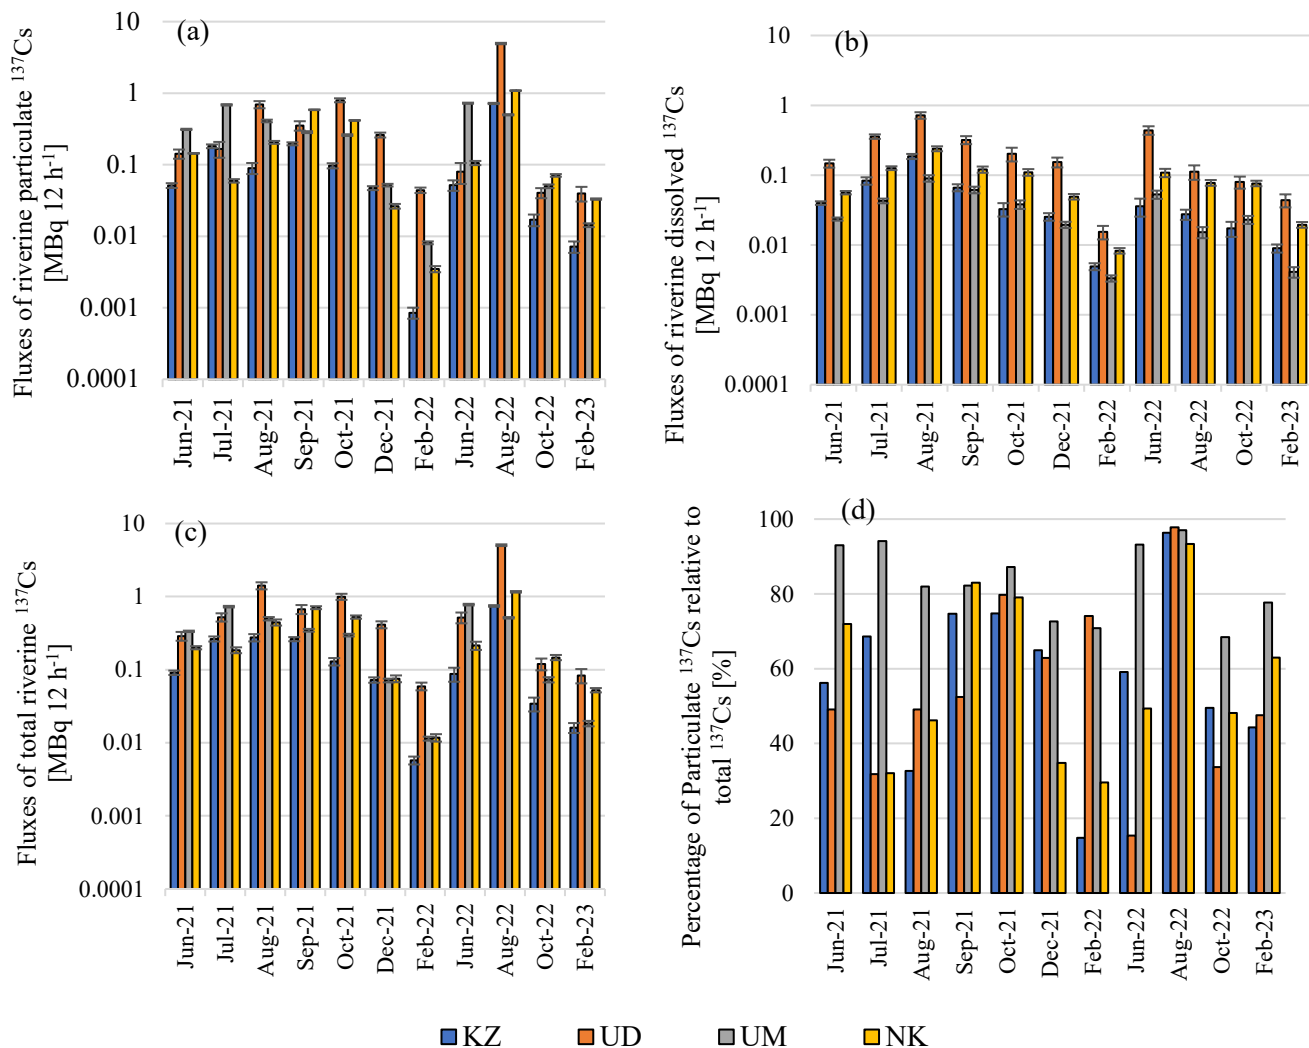 (a)
Fluxes of riverine particulate ¹³⁷Cs
[MBq 12 h⁻¹]
10
1
0.1
0.01
0.001
0.0001
Jun-21
Jul-21
Aug-21
Sep-21
Oct-21
Dec-21
Feb-22
Jun-22
Aug-22
Oct-22
Feb-23
(b)
Fluxes of riverine dissolved ¹³⁷Cs
[MBq 12 h⁻¹]
10
1
0.1
0.01
0.001
0.0001
Jun-21
Jul-21
Aug-21
Sep-21
Oct-21
Dec-21
Feb-22
Jun-22
Aug-22
Oct-22
Feb-23
(c)
Fluxes of total riverine ¹³⁷Cs
[MBq 12 h⁻¹]
10
1
0.1
0.01
0.001
0.0001
Jun-21
Jul-21
Aug-21
Sep-21
Oct-21
Dec-21
Feb-22
Jun-22
Aug-22
Oct-22
Feb-23
(d)
Percentage of Particulate ¹³⁷Cs relative to
total ¹³⁷Cs [%]
100
80
60
40
20
0
Jun-21
Jul-21
Aug-21
Sep-21
Oct-21
Dec-21
Feb-22
Jun-22
Aug-22
Oct-22
Feb-23
KZ UD UM NK